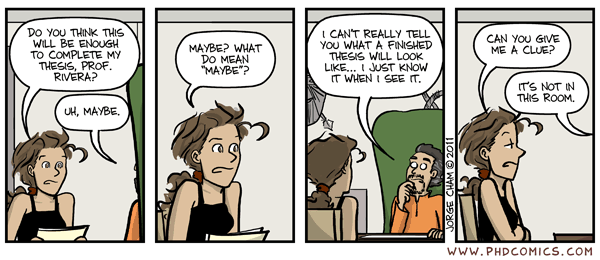 DO YOU THINK THIS
WILL BE ENOUGH
TO COMPLETE MY
THESIS, PROF.
RIVERA?
UH, MAYBE.
MAYBE? WHAT
DO MEAN
"MAYBE"?
I CAN'T REALLY TELL
YOU WHAT A FINISHED
THESIS WILL LOOK
LIKE... I JUST KNOW
IT WHEN I SEE IT.
JORGE CHAM © 2011
CAN YOU GIVE
ME A CLUE?
IT'S NOT IN
THIS ROOM.
WWW.PHDCOMICS.COM